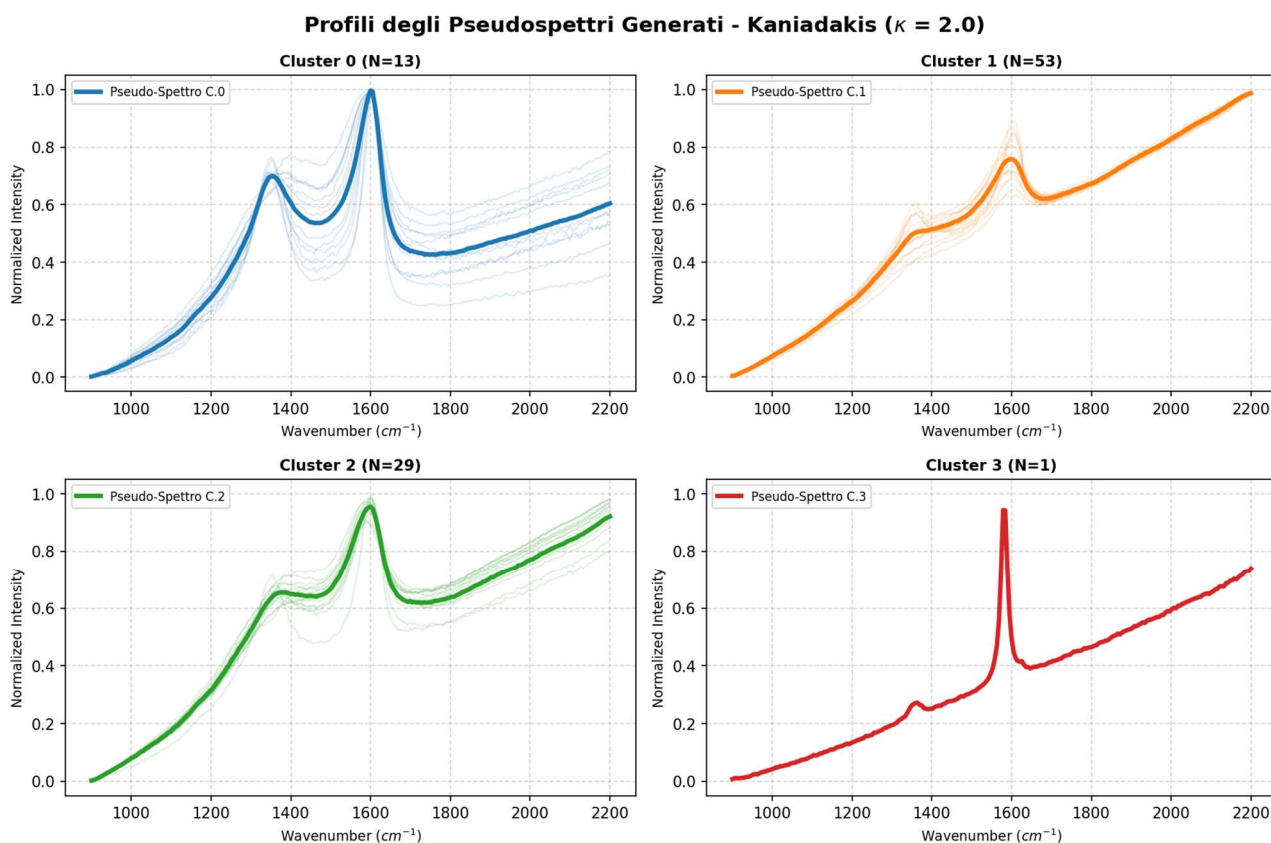 Profili degli Pseudospettri Generati - Kaniadakis (κ = 2.0)
Cluster 0 (N=13)
Pseudo-Spettro C.0
Normalized Intensity
1.0
0.8
0.6
0.4
0.2
0.0
1000 1200 1400 1600 1800 2000 2200
Wavenumber (cm⁻¹)
Cluster 1 (N=53)
Pseudo-Spettro C.1
Normalized Intensity
1.0
0.8
0.6
0.4
0.2
0.0
1000 1200 1400 1600 1800 2000 2200
Wavenumber (cm⁻¹)
Cluster 2 (N=29)
Pseudo-Spettro C.2
Normalized Intensity
1.0
0.8
0.6
0.4
0.2
0.0
1000 1200 1400 1600 1800 2000 2200
Wavenumber (cm⁻¹)
Cluster 3 (N=1)
Pseudo-Spettro C.3
Normalized Intensity
1.0
0.8
0.6
0.4
0.2
0.0
1000 1200 1400 1600 1800 2000 2200
Wavenumber (cm⁻¹)